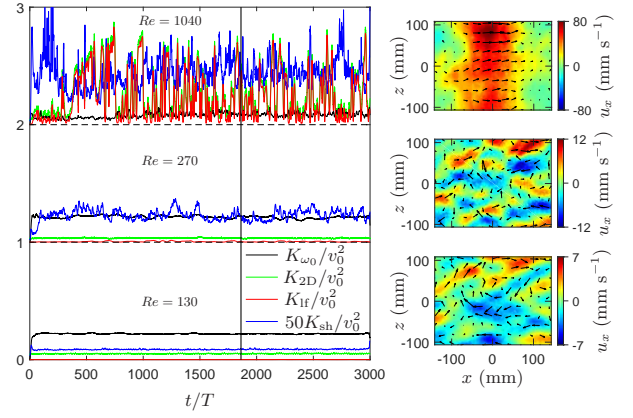 3
Re = 1040
2
Re = 270
1
K_{ω_0}/v_0^2
K_{2D}/v_0^2
K_{lf}/v_0^2
50K_{sh}/v_0^2
Re = 130
0
0 500 1000 1500 2000 2500 3000
t/T
100
0
-100
z (mm)
80
0
-80
u_x (mm s^{-1})
100
0
-100
z (mm)
12
0
-12
u_x (mm s^{-1})
100
0
-100
z (mm)
-100 0 100
x (mm)
7
0
-7
u_x (mm s^{-1})